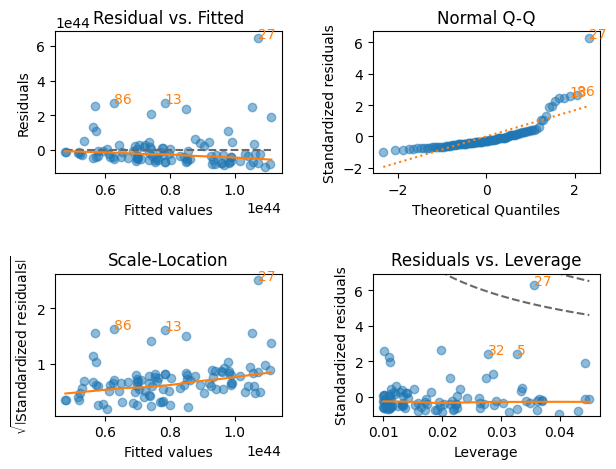 Residual vs. Fitted
1e44
6
4
2
0
Residuals
27
86
13
0.6
0.8
1.0
1e44
Fitted values
Normal Q-Q
6
4
2
0
−2
Standardized residuals
27
86
−2
0
2
Theoretical Quantiles
Scale-Location
2
1
√|Standardized residuals|
27
86
13
0.6
0.8
1.0
1e44
Fitted values
Residuals vs. Leverage
6
4
2
0
Standardized residuals
27
32
5
0.01
0.02
0.03
0.04
Leverage